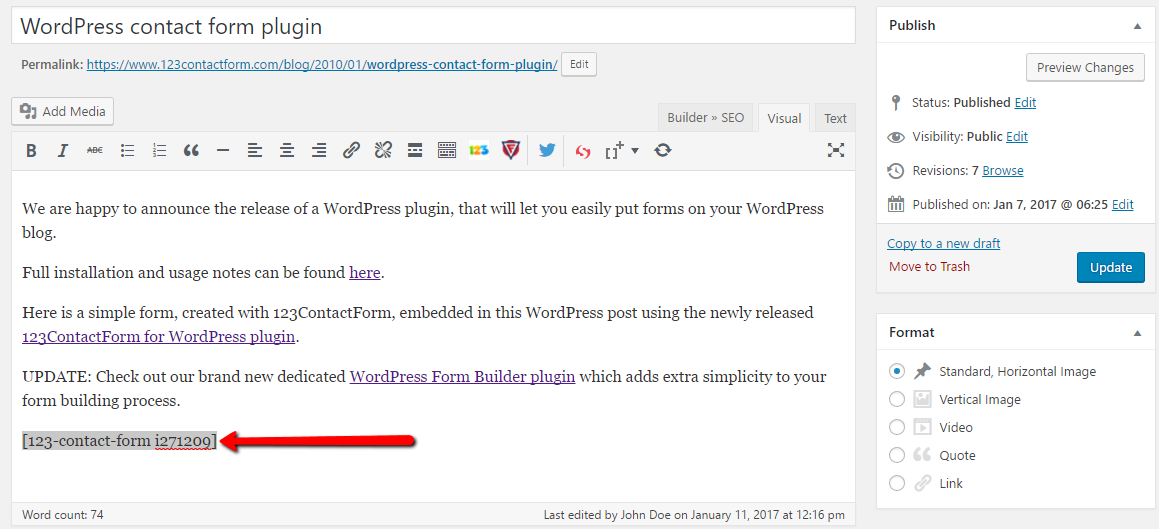 WordPress contact form plugin
Permalink: https://www.123contactform.com/blog/2010/01/wordpress-contact-form-plugin/ Edit
Add Media
Builder » SEO Visual Text
B I ABC 123
We are happy to announce the release of a WordPress plugin, that will let you easily put forms on your WordPress
blog.
Full installation and usage notes can be found here.
Here is a simple form, created with 123ContactForm, embedded in this WordPress post using the newly released
123ContactForm for WordPress plugin.
UPDATE: Check out our brand new dedicated WordPress Form Builder plugin which adds extra simplicity to your
form building process.
[123-contact-form i271209]
Word count: 74 Last edited by John Doe on January 11, 2017 at 12:16 pm
Publish
Preview Changes
Status: Published Edit
Visibility: Public Edit
Revisions: 7 Browse
Published on: Jan 7, 2017 @ 06:25 Edit
Copy to a new draft
Move to Trash
Update
Format
Standard, Horizontal Image
Vertical Image
Video
Quote
Link